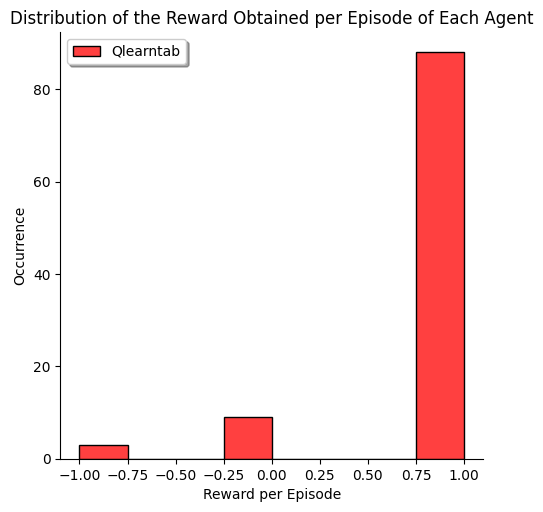 Distribution of the Reward Obtained per Episode of Each Agent
Qlearntab
Occurrence
80
60
40
20
0
−1.00 −0.75 −0.50 −0.25 0.00 0.25 0.50 0.75 1.00
Reward per Episode